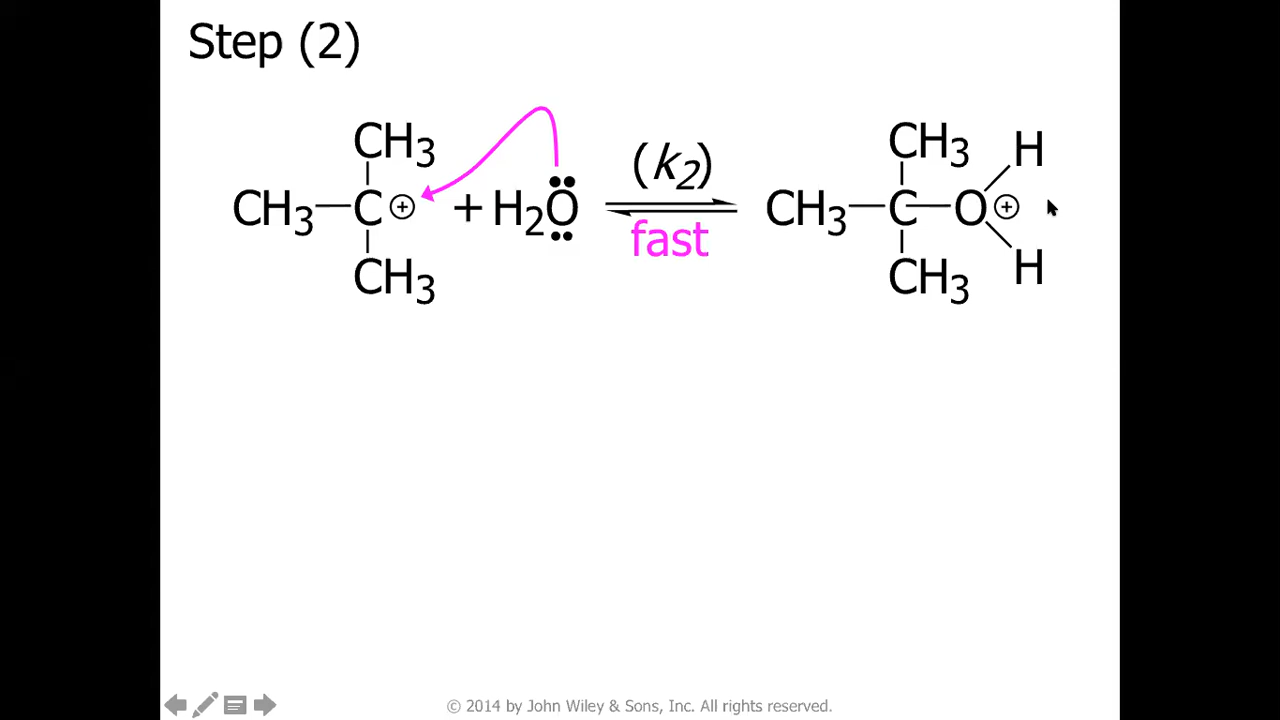 Step (2)
CH3 CH3 H
(k2)
CH3 C + + H2O CH3 C O +
fast
CH3 CH3 H
© 2014 by John Wiley & Sons, Inc. All rights reserved.